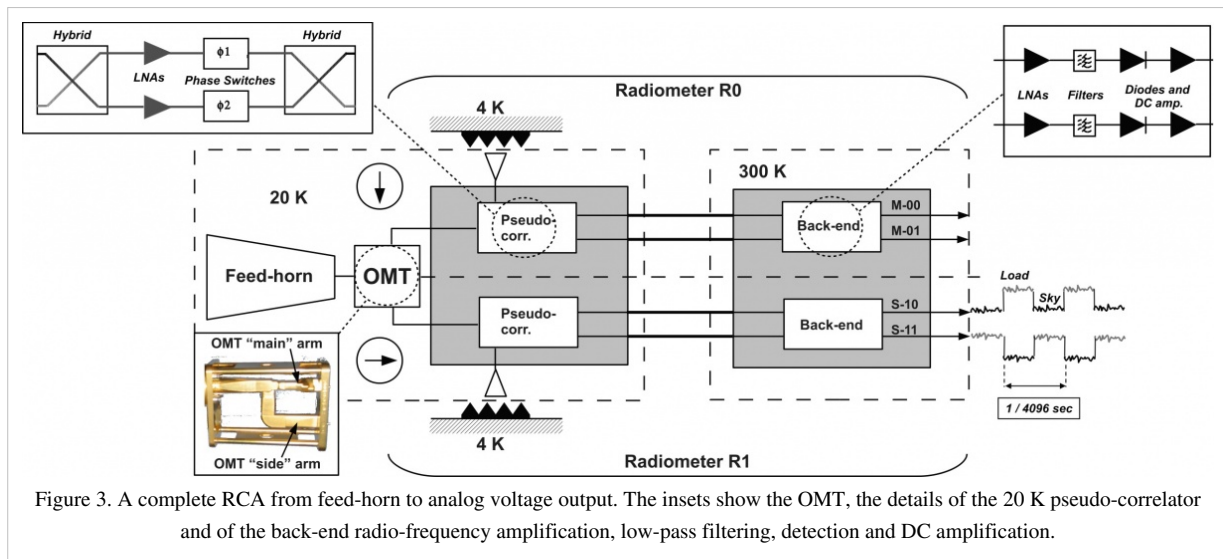 Hybrid
Hybrid
ϕ1
LNAs
Phase Switches
ϕ2
LNAs
Filters
Diodes and
DC amp.
Radiometer R0
4 K
20 K
300 K
Pseudo-
corr.
Back-end
M-00
M-01
Feed-horn
OMT
Pseudo-
corr.
Back-end
S-10
S-11
Load
Sky
1 / 4096 sec
OMT “main” arm
OMT “side” arm
4 K
Radiometer R1
Figure 3. A complete RCA from feed-horn to analog voltage output. The insets show the OMT, the details of the 20 K pseudo-correlator
and of the back-end radio-frequency amplification, low-pass filtering, detection and DC amplification.